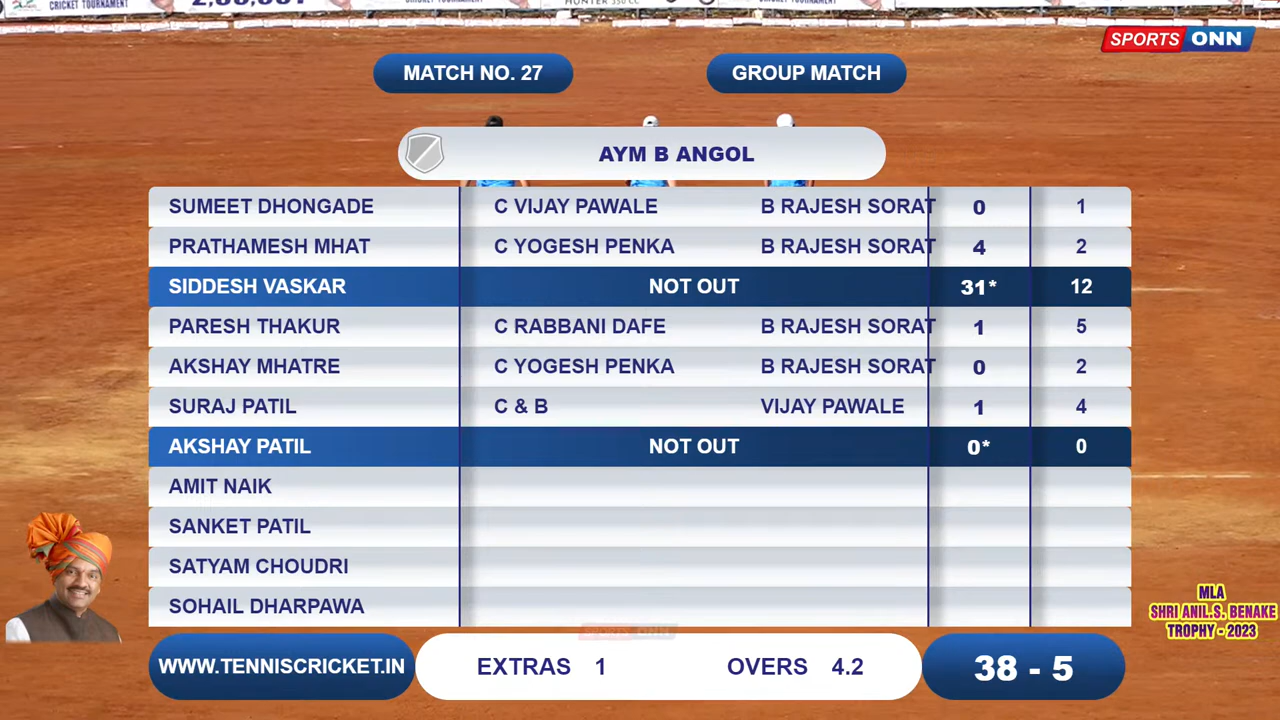 CRICKET TOURNAMENT
SPORTS ONN
MATCH NO. 27
GROUP MATCH
AYM B ANGOL
SUMEET DHONGADE C VIJAY PAWALE B RAJESH SORAT 0 1
PRATHAMESH MHAT C YOGESH PENKA B RAJESH SORAT 4 2
SIDDESH VASKAR NOT OUT 31* 12
PARESH THAKUR C RABBANI DAFE B RAJESH SORAT 1 5
AKSHAY MHATRE C YOGESH PENKA B RAJESH SORAT 0 2
SURAJ PATIL C & B VIJAY PAWALE 1 4
AKSHAY PATIL NOT OUT 0* 0
AMIT NAIK
SANKET PATIL
SATYAM CHOUDRI
SOHAIL DHARPAWA
MLA
SHRI ANIL.S. BENAKE
TROPHY - 2023
SPORTS ONN
WWW.TENNISCRICKET.IN EXTRAS 1 OVERS 4.2 38 - 5